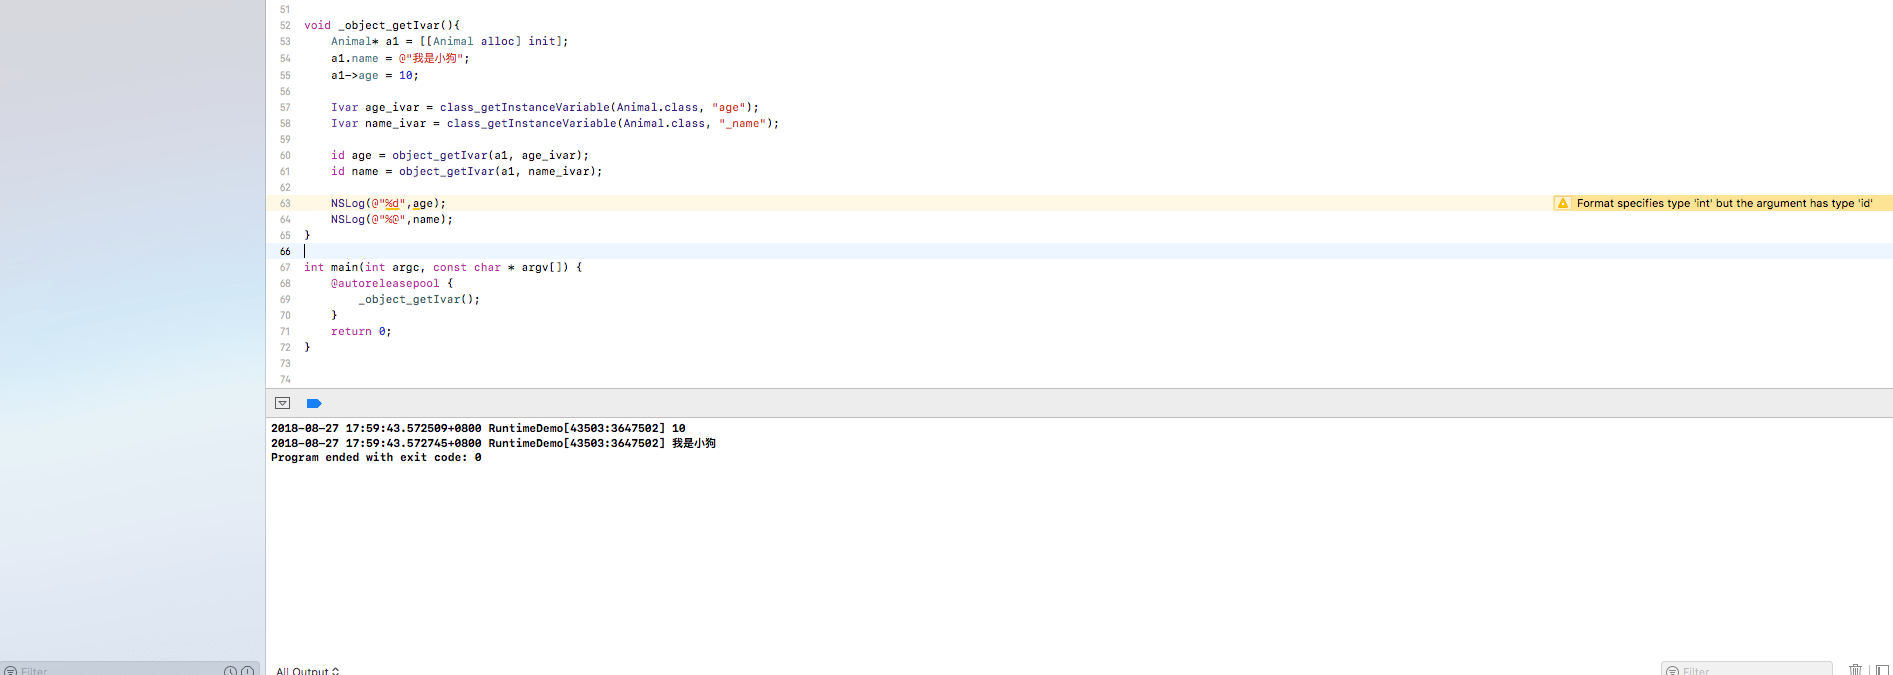 51
52 void _object_getIvar(){
53     Animal* a1 = [[Animal alloc] init];
54     a1.name = @"我是小狗";
55     a1->age = 10;
56
57     Ivar age_ivar = class_getInstanceVariable(Animal.class, "age");
58     Ivar name_ivar = class_getInstanceVariable(Animal.class, "_name");
59
60     id age = object_getIvar(a1, age_ivar);
61     id name = object_getIvar(a1, name_ivar);
62
63     NSLog(@"%d",age); Format specifies type 'int' but the argument has type 'id'
64     NSLog(@"%@",name);
65 }
66
67 int main(int argc, const char * argv[]) {
68     @autoreleasepool {
69         _object_getIvar();
70     }
71     return 0;
72 }
73
74
2018-08-27 17:59:43.572509+0800 RuntimeDemo[43503:3647502] 10
2018-08-27 17:59:43.572745+0800 RuntimeDemo[43503:3647502] 我是小狗
Program ended with exit code: 0
Filter All Output Filter